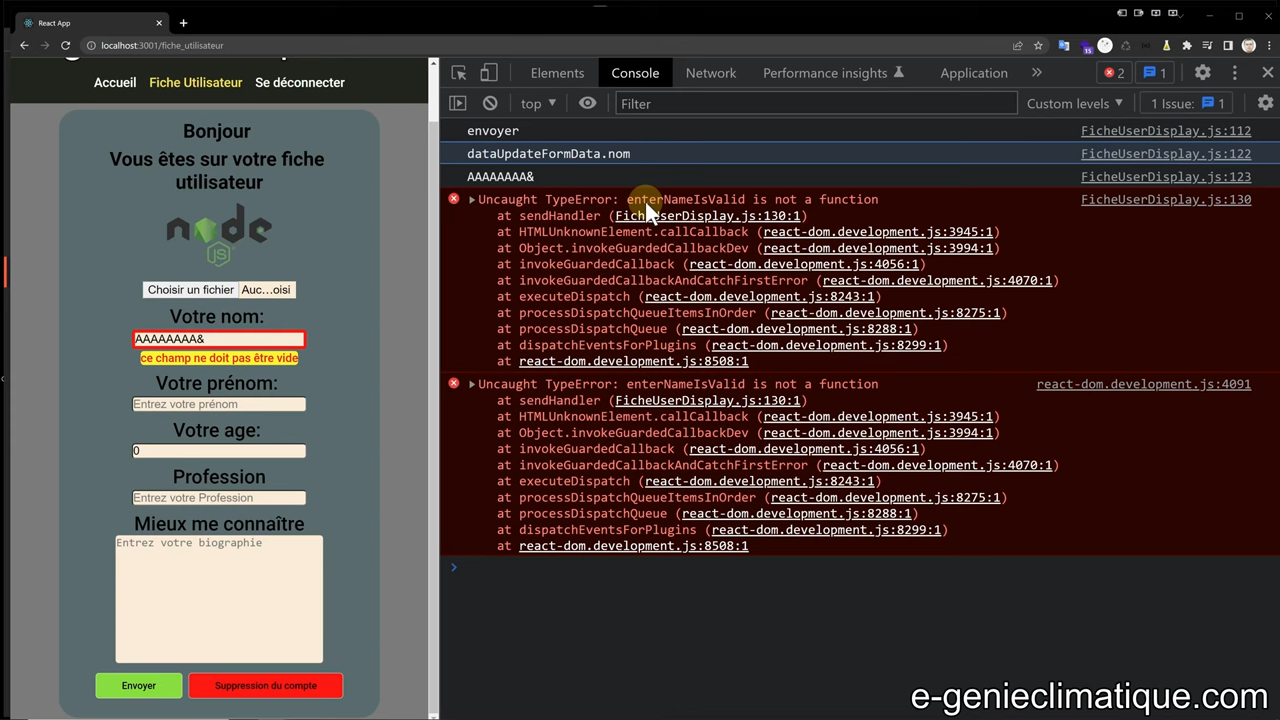 React App
localhost:3001/fiche_utilisateur
Accueil Fiche Utilisateur Se déconnecter
Bonjour
Vous êtes sur votre fiche
utilisateur
node
JS
Choisir un fichier Auc…oisi
Votre nom:
AAAAAAAA&
ce champ ne doit pas être vide
Votre prénom:
Entrez votre prénom
Votre age:
0
Profession
Entrez votre Profession
Mieux me connaître
Entrez votre biographie
Envoyer Suppression du compte
Elements Console Network Performance insights Application 2 1
top Filter Custom levels 1 Issue: 1
envoyer FicheUserDisplay.js:112
dataUpdateFormData.nom FicheUserDisplay.js:122
AAAAAAAA& FicheUserDisplay.js:123
Uncaught TypeError: enterNameIsValid is not a function FicheUserDisplay.js:130
at sendHandler (FicheUserDisplay.js:130:1)
at HTMLUnknownElement.callCallback (react-dom.development.js:3945:1)
at Object.invokeGuardedCallbackDev (react-dom.development.js:3994:1)
at invokeGuardedCallback (react-dom.development.js:4056:1)
at invokeGuardedCallbackAndCatchFirstError (react-dom.development.js:4070:1)
at executeDispatch (react-dom.development.js:8243:1)
at processDispatchQueueItemsInOrder (react-dom.development.js:8275:1)
at processDispatchQueue (react-dom.development.js:8288:1)
at dispatchEventsForPlugins (react-dom.development.js:8299:1)
at react-dom.development.js:8508:1
Uncaught TypeError: enterNameIsValid is not a function react-dom.development.js:4091
at sendHandler (FicheUserDisplay.js:130:1)
at HTMLUnknownElement.callCallback (react-dom.development.js:3945:1)
at Object.invokeGuardedCallbackDev (react-dom.development.js:3994:1)
at invokeGuardedCallback (react-dom.development.js:4056:1)
at invokeGuardedCallbackAndCatchFirstError (react-dom.development.js:4070:1)
at executeDispatch (react-dom.development.js:8243:1)
at processDispatchQueueItemsInOrder (react-dom.development.js:8275:1)
at processDispatchQueue (react-dom.development.js:8288:1)
at dispatchEventsForPlugins (react-dom.development.js:8299:1)
at react-dom.development.js:8508:1
e-genieclimatique.com